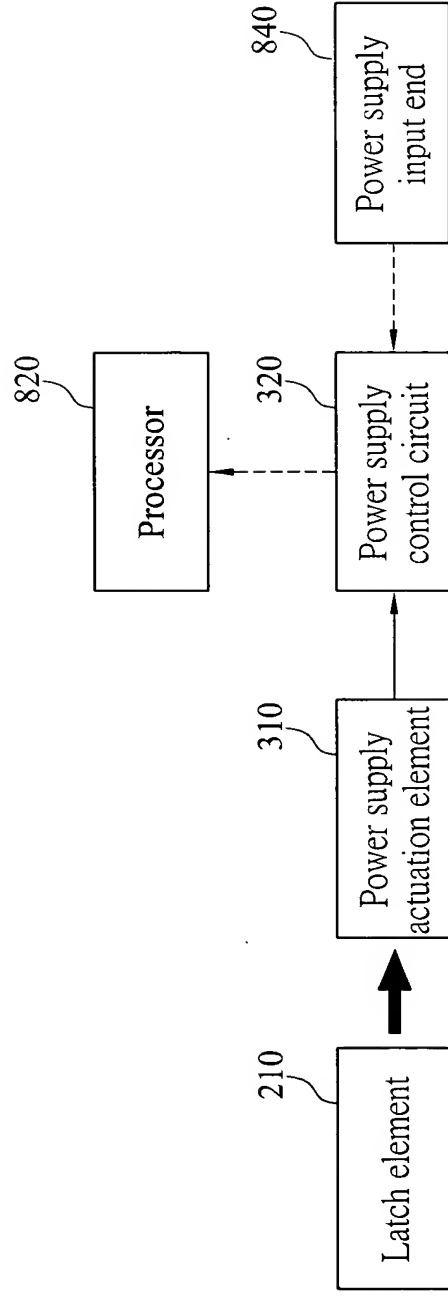 820
Processor
210
Latch element
310
Power supply
actuation element
320
Power supply
control circuit
840
Power supply
input end